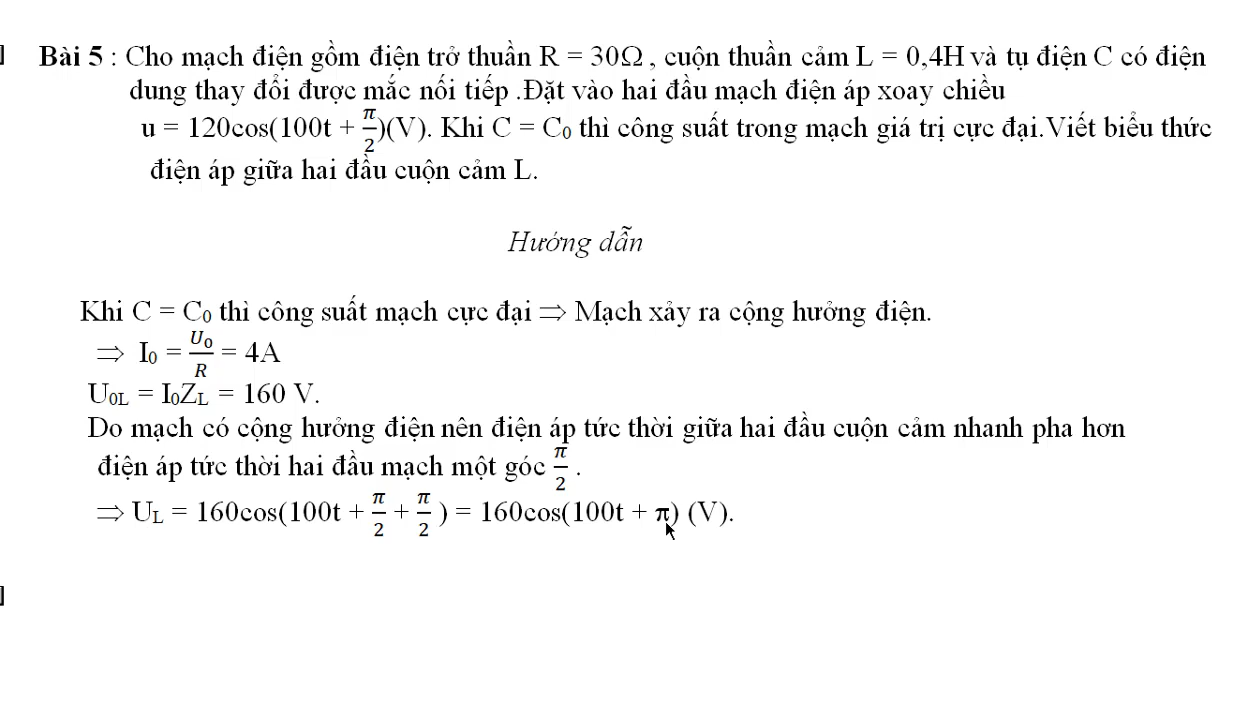 Bài 5 : Cho mạch điện gồm điện trở thuần R = 30Ω , cuộn thuần cảm L = 0,4H và tụ điện C có điện
dung thay đổi được mắc nối tiếp .Đặt vào hai đầu mạch điện áp xoay chiều
u = 120cos(100t + π/2)(V). Khi C = C₀ thì công suất trong mạch giá trị cực đại.Viết biểu thức
điện áp giữa hai đầu cuộn cảm L.
Hướng dẫn
Khi C = C₀ thì công suất mạch cực đại ⇒ Mạch xảy ra cộng hưởng điện.
⇒ I₀ = U₀/R = 4A
U₀L = I₀ZL = 160 V.
Do mạch có cộng hưởng điện nên điện áp tức thời giữa hai đầu cuộn cảm nhanh pha hơn
điện áp tức thời hai đầu mạch một góc π/2 .
⇒ UL = 160cos(100t + π/2 + π/2 ) = 160cos(100t + π) (V).